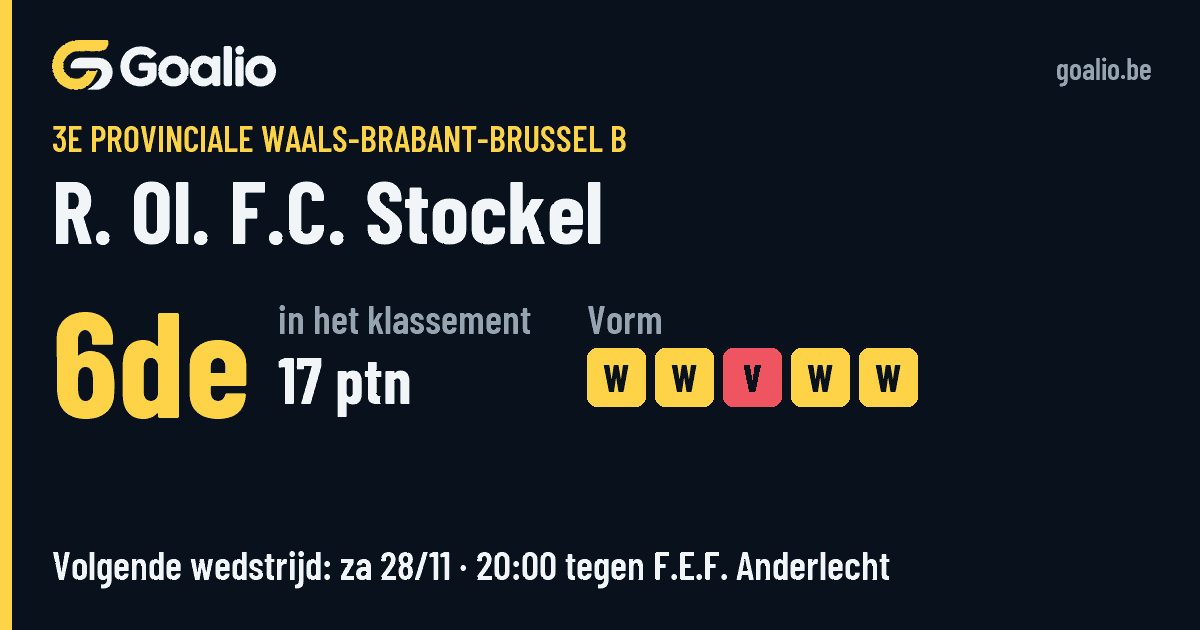 Goalio
goalio.be
3E PROVINCIALE WAALS-BRABANT-BRUSSEL B
R. Ol. F.C. Stockel
6de
in het klassement
17 ptn
Vorm
W W V W W
Volgende wedstrijd: za 28/11 · 20:00 tegen F.E.F. Anderlecht